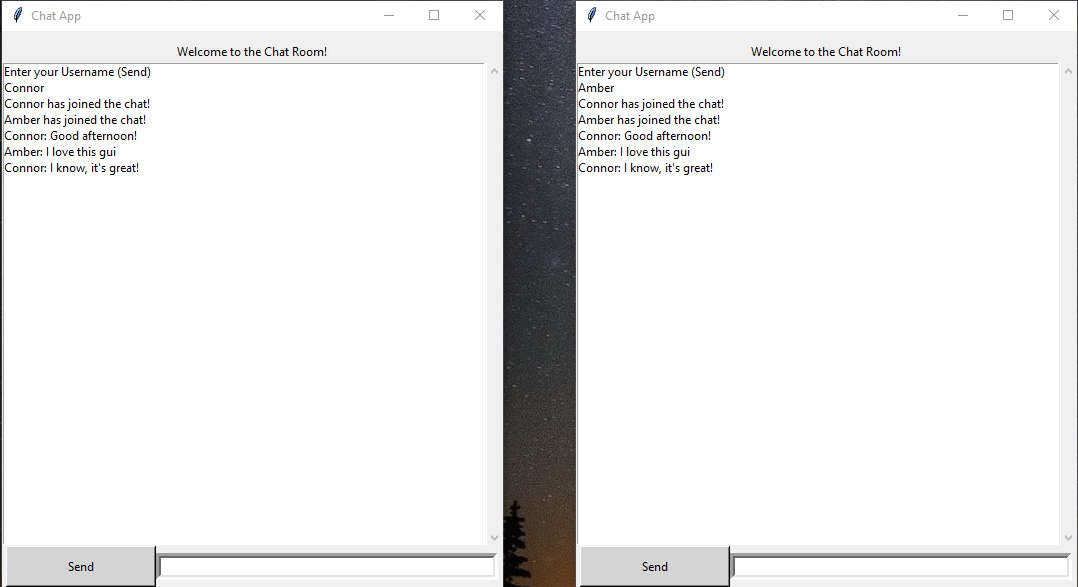 Chat App
Welcome to the Chat Room!
Enter your Username (Send)
Connor
Connor has joined the chat!
Amber has joined the chat!
Connor: Good afternoon!
Amber: I love this gui
Connor: I know, it's great!
Send
Chat App
Welcome to the Chat Room!
Enter your Username (Send)
Amber
Connor has joined the chat!
Amber has joined the chat!
Connor: Good afternoon!
Amber: I love this gui
Connor: I know, it's great!
Send